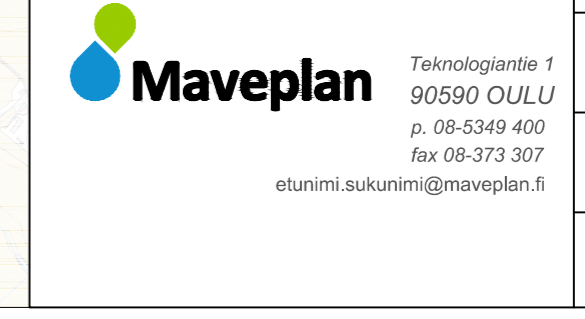 Maveplan
Teknologiantie 1
90590 OULU
p. 08-5349 400
fax 08-373 307
etunimi.sukunimi@maveplan.fi